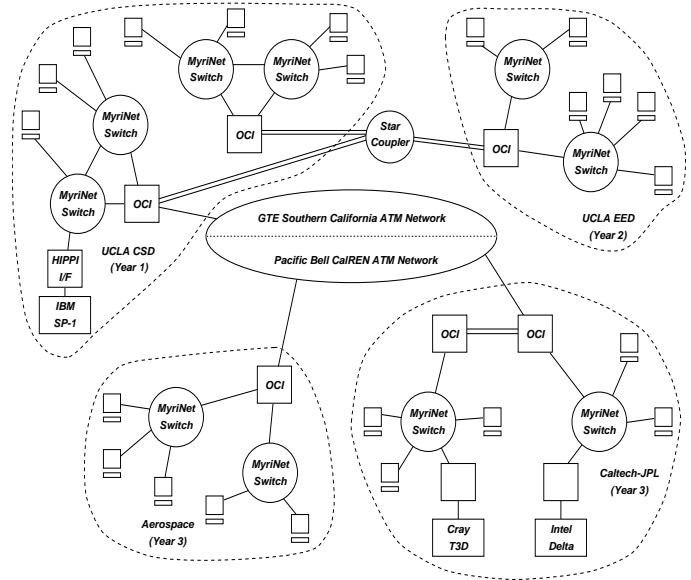 MyriNet
Switch
MyriNet
Switch
MyriNet
Switch
MyriNet
Switch
OCI
Star
Coupler
OCI
MyriNet
Switch
MyriNet
Switch
OCI
GTE Southern California ATM Network
Pacific Bell CalREN ATM Network
UCLA CSD
(Year 1)
UCLA EED
(Year 2)
HIPPI
I/F
IBM
SP-1
OCI
OCI
OCI
MyriNet
Switch
MyriNet
Switch
MyriNet
Switch
MyriNet
Switch
Aerospace
(Year 3)
Caltech-JPL
(Year 3)
Cray
T3D
Intel
Delta